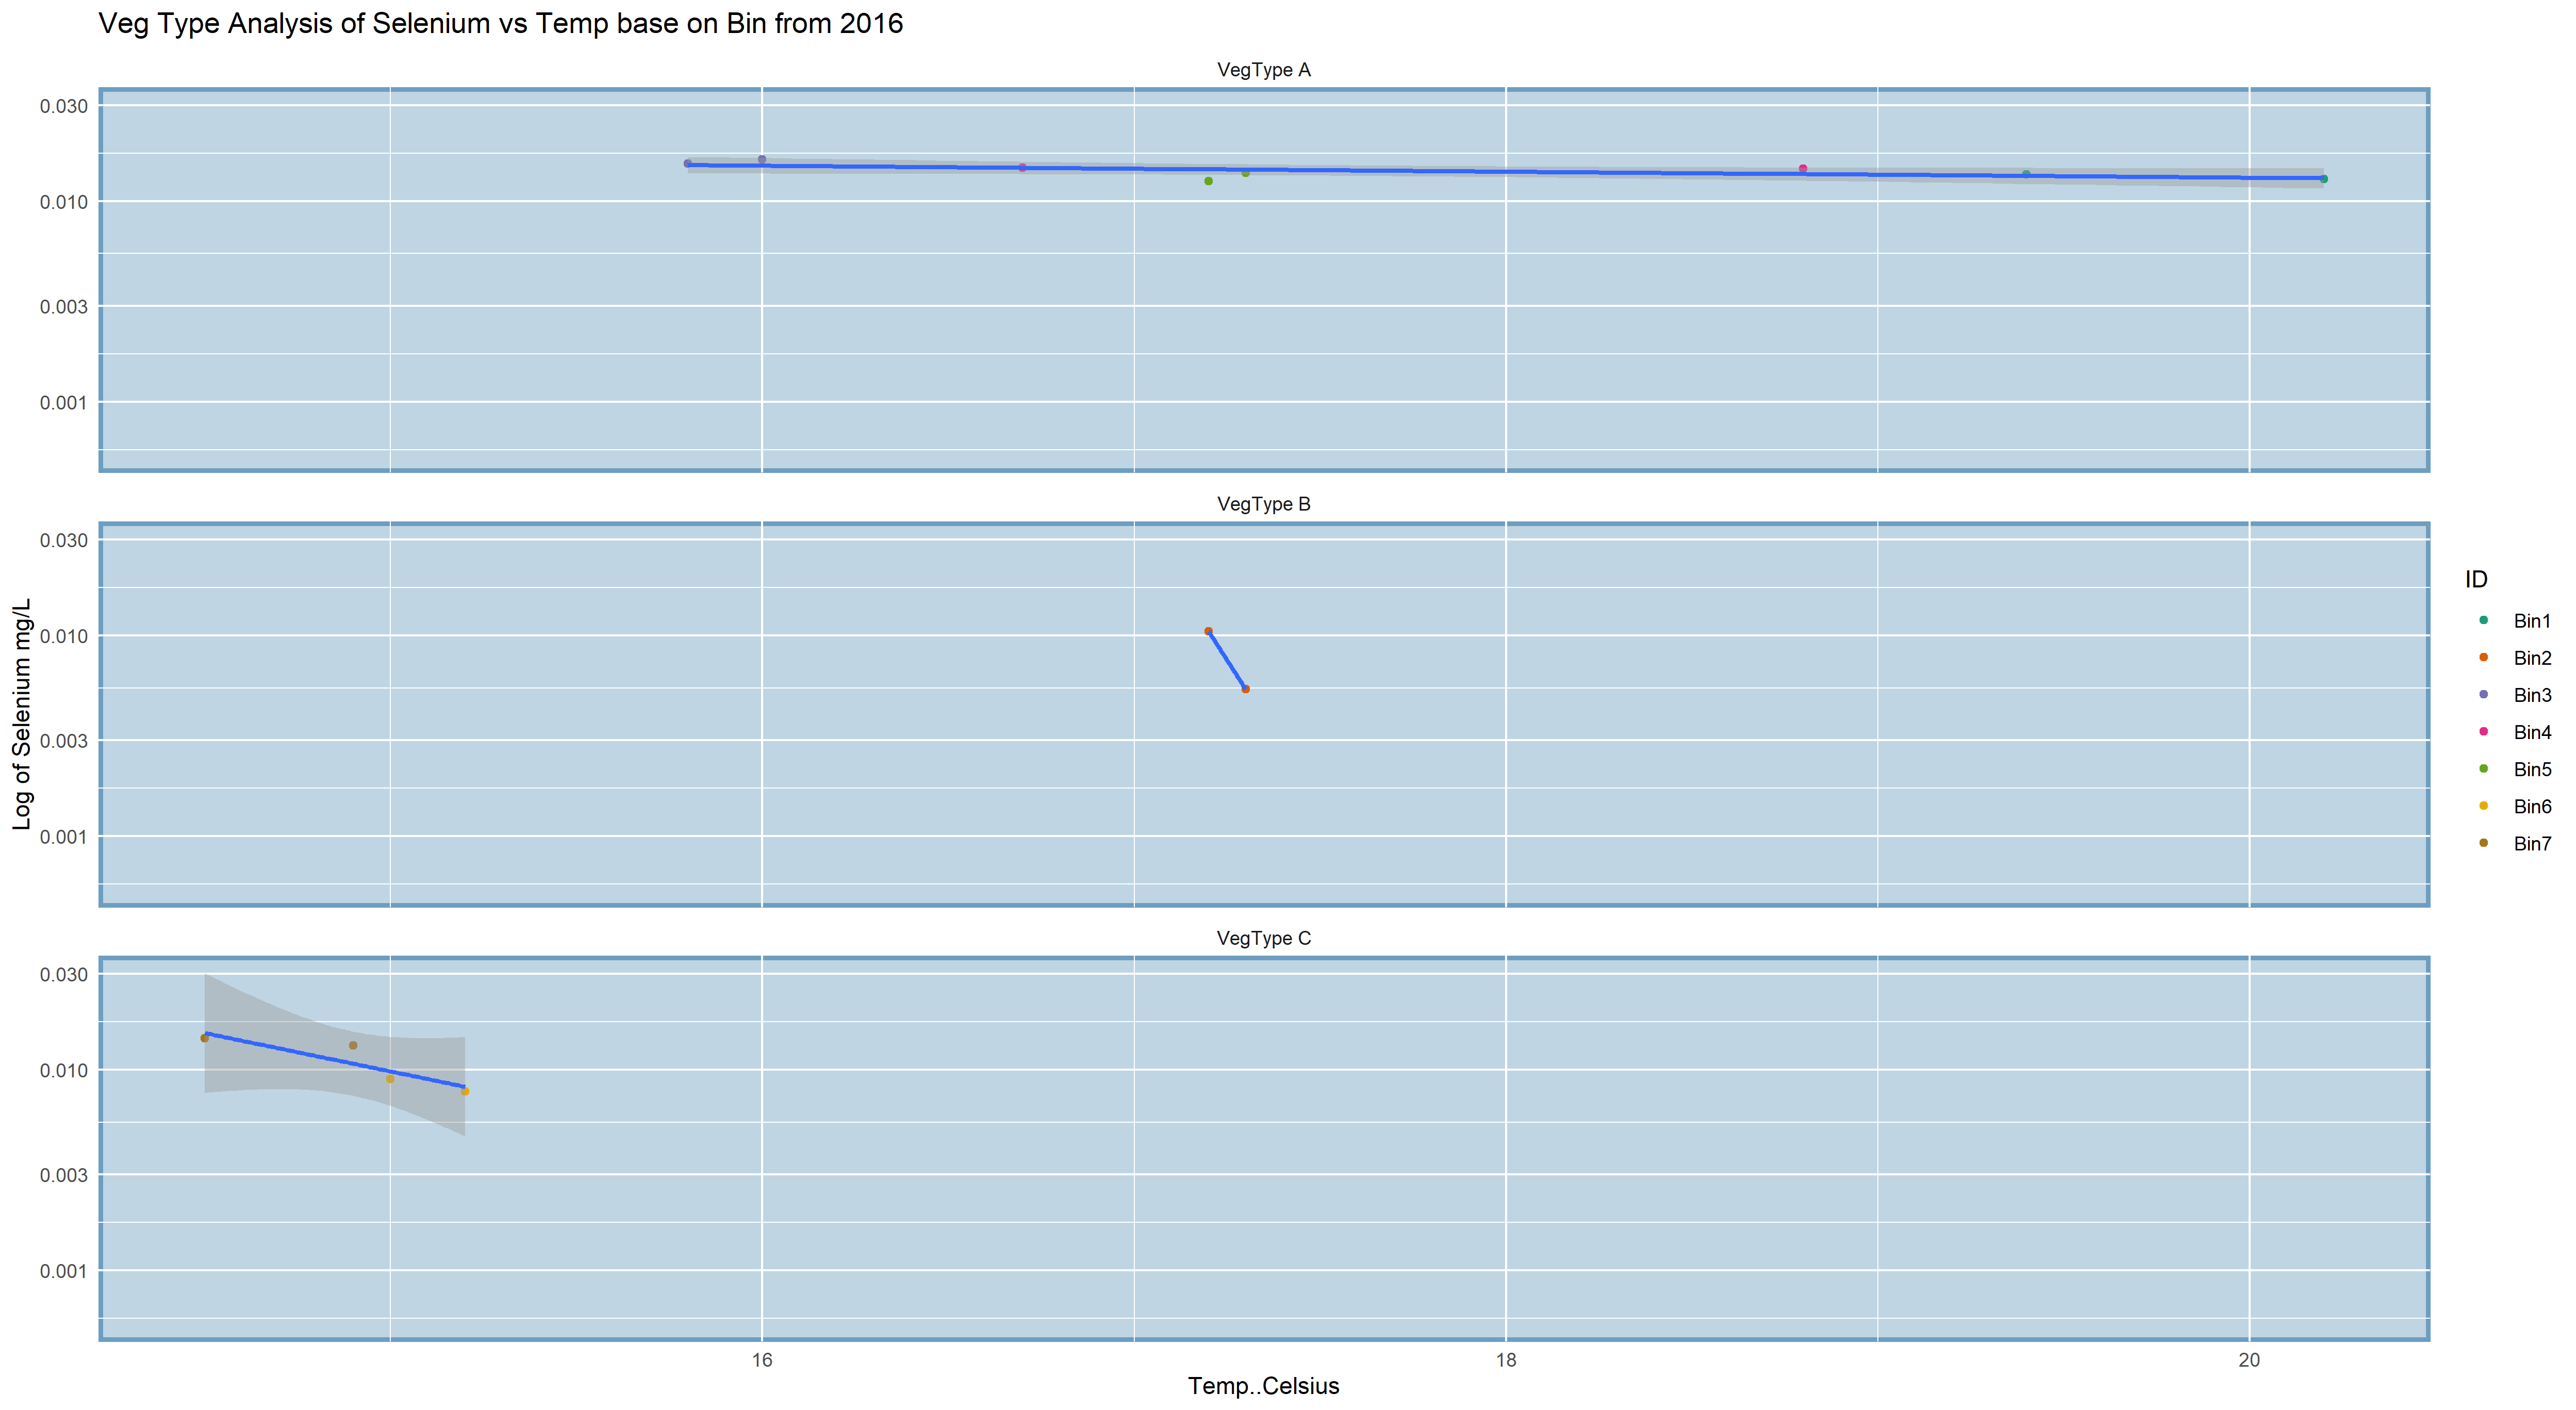 Veg Type Analysis of Selenium vs Temp base on Bin from 2016
VegType A
0.030
0.010
0.003
0.001
VegType B
0.030
0.010
0.003
0.001
VegType C
0.030
0.010
0.003
0.001
16
18
20
Temp..Celsius
Log of Selenium mg/L
ID
Bin1
Bin2
Bin3
Bin4
Bin5
Bin6
Bin7